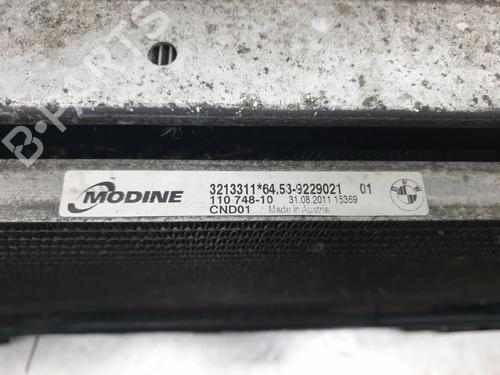 B-PARTS
MODINE
3213311*64.53-9229021 01
110 748-10 31.08.2011 15369
CND01 Made in Austria